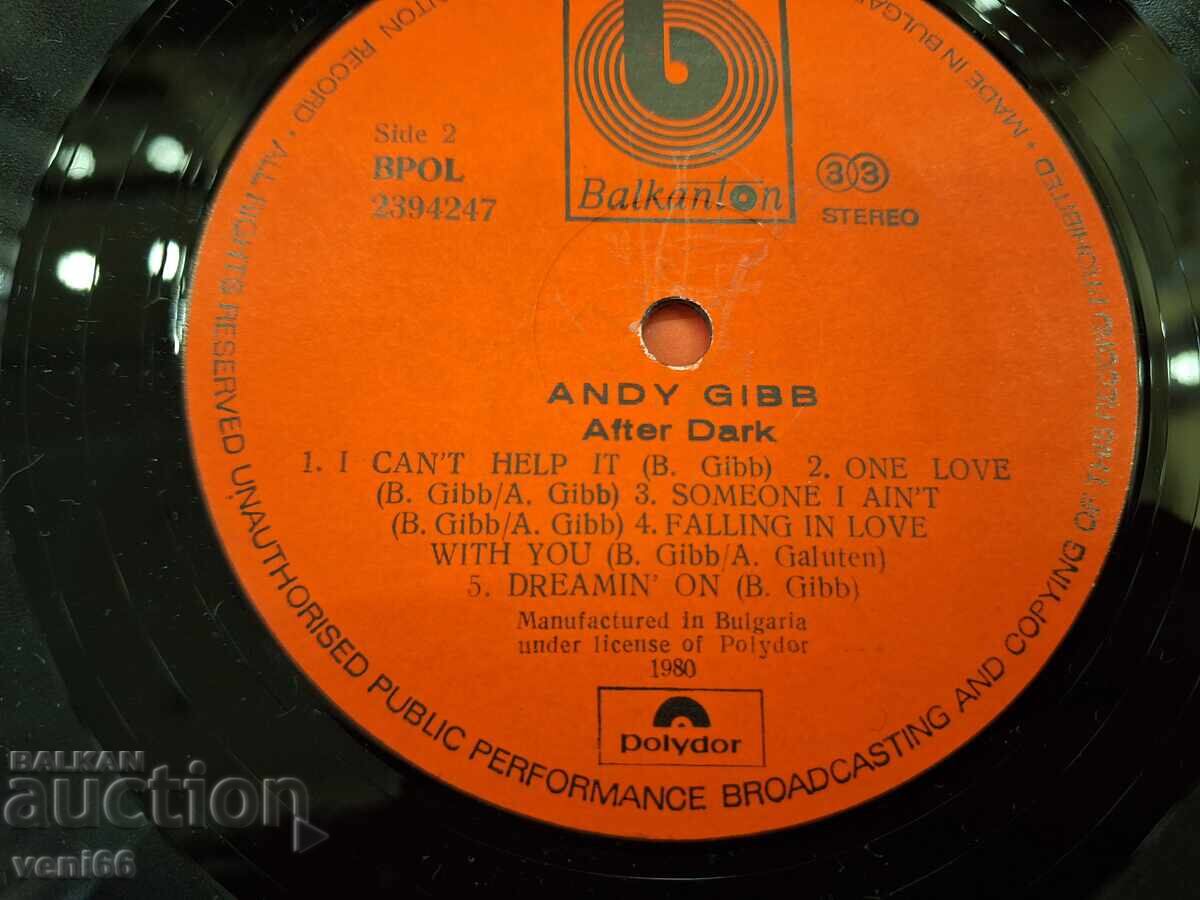 Side 2
BPOL
2394247
Balkanton
33
STEREO
ANDY GIBB
After Dark
1. I CAN'T HELP IT (B. Gibb) 2. ONE LOVE
(B. Gibb/A. Gibb) 3. SOMEONE I AIN'T
(B. Gibb/A. Gibb) 4. FALLING IN LOVE
WITH YOU (B. Gibb/A. Galuten)
5. DREAMIN' ON (B. Gibb)
Manufactured in Bulgaria
under license of Polydor
1980
polydor
RECORD • ALL RIGHTS RESERVED UNAUTHORISED PUBLIC PERFORMANCE BROADCASTING AND COPYING OF THIS RECORD PROHIBITED • MADE IN
BALKAN
auction
veni66